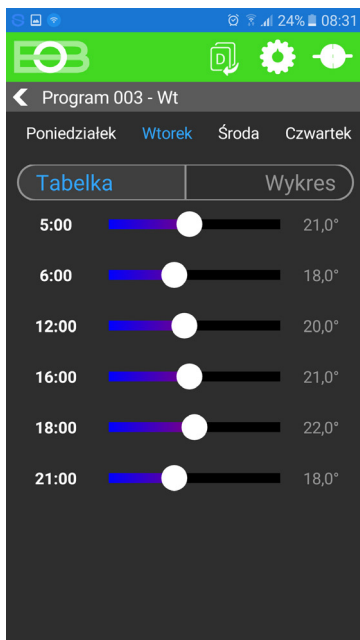 24% 08:31
EOB
D
Program 003 - Wt
Poniedziałek Wtorek Środa Czwartek
Tabelka Wykres
5:00 21,0°
6:00 18,0°
12:00 20,0°
16:00 21,0°
18:00 22,0°
21:00 18,0°